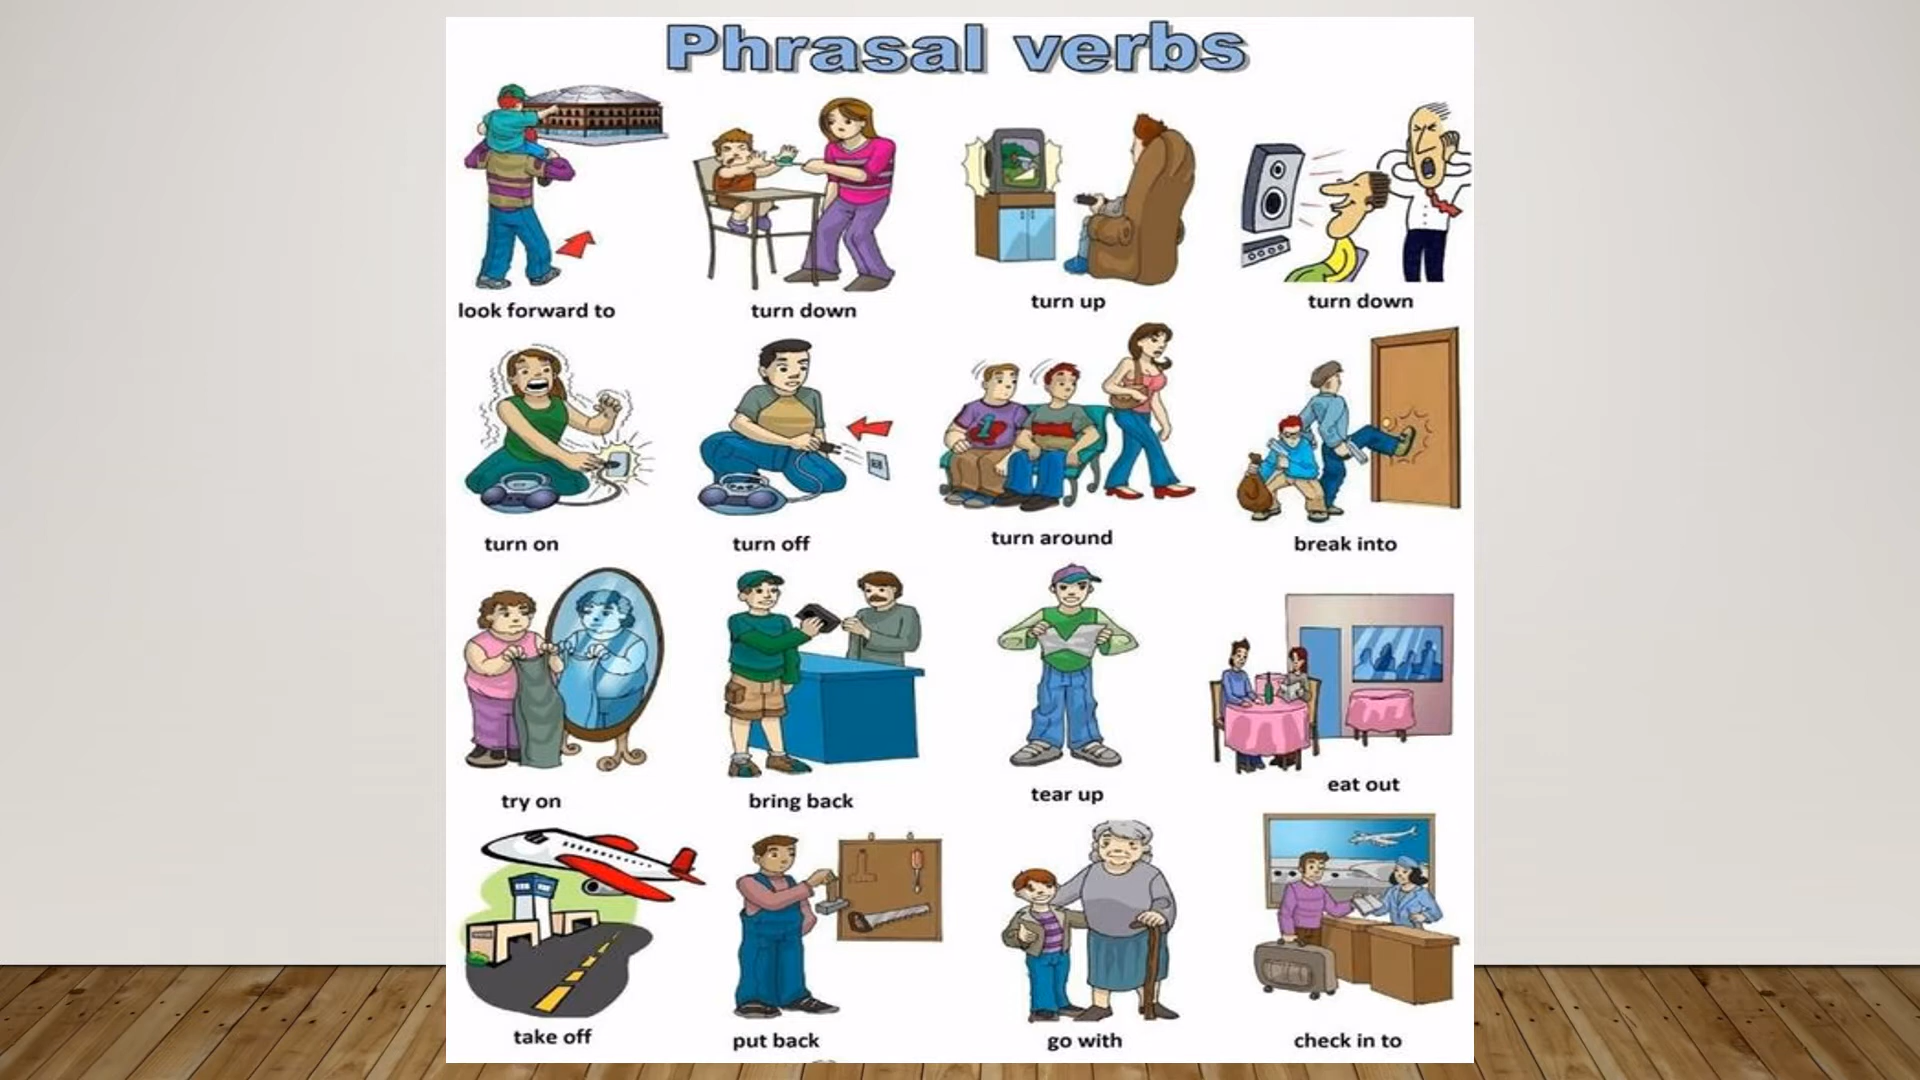 Phrasal verbs
look forward to
turn down
turn up
turn down
turn on
turn off
turn around
break into
try on
bring back
tear up
eat out
take off
put back
go with
check in to